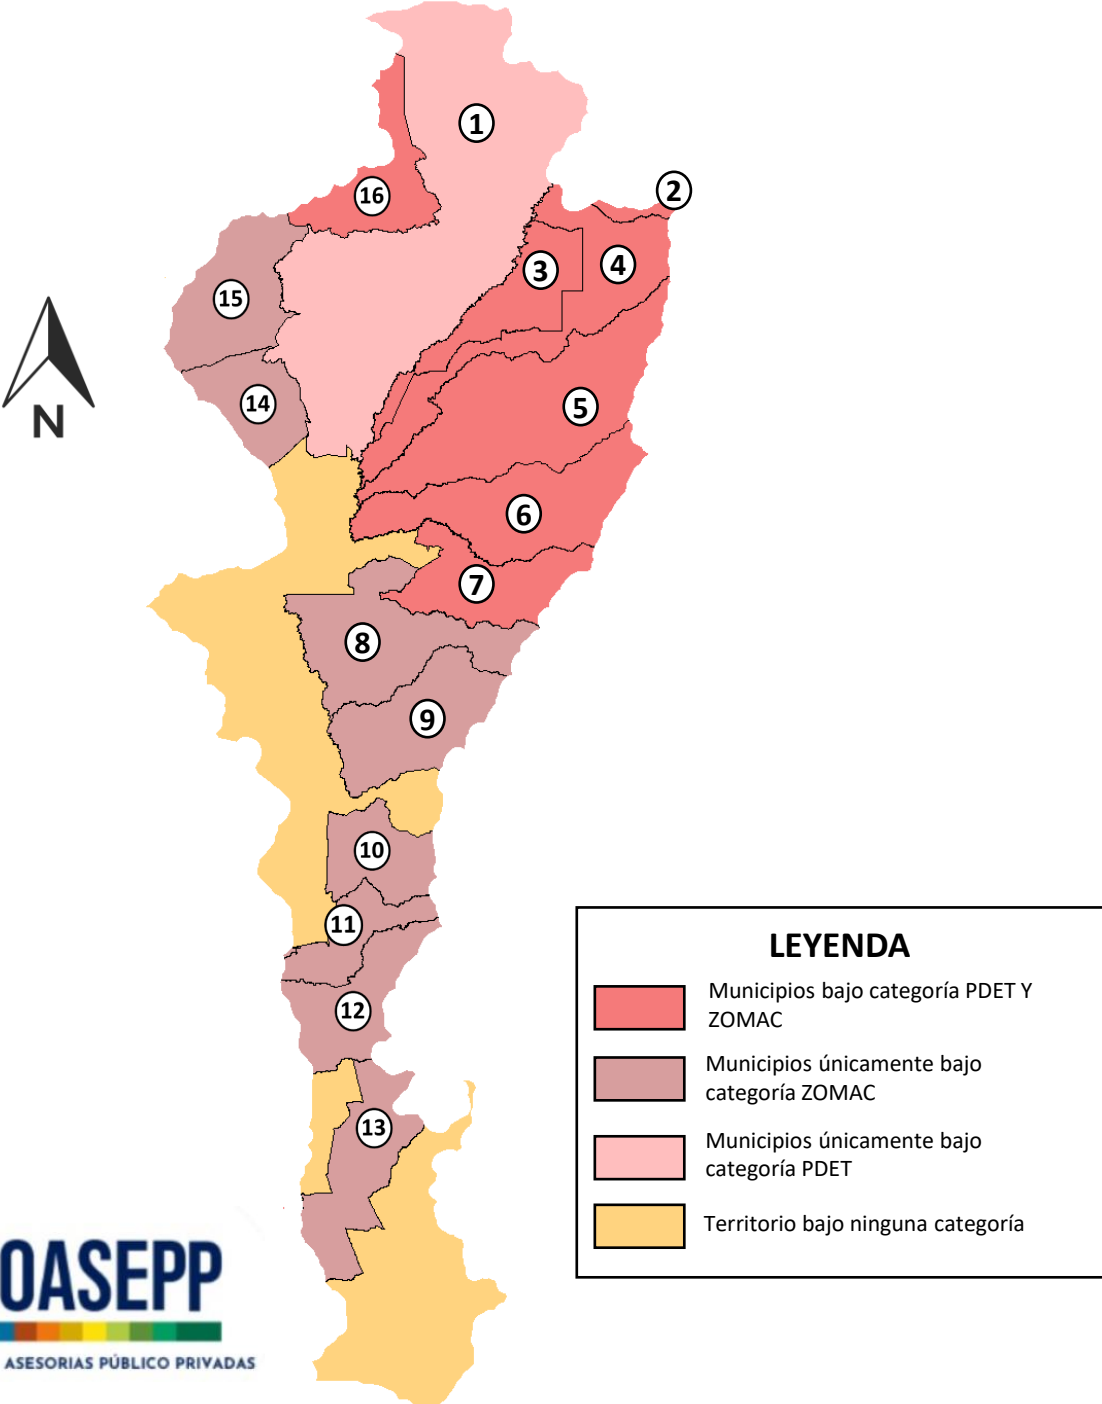 1
2
16
3
4
15
14
5
N
6
7
8
9
10
11
12
13
LEYENDA
Municipios bajo categoría PDET Y
ZOMAC
Municipios únicamente bajo
categoría ZOMAC
Municipios únicamente bajo
categoría PDET
Territorio bajo ninguna categoría
OASEPP
ASESORIAS PÚBLICO PRIVADAS